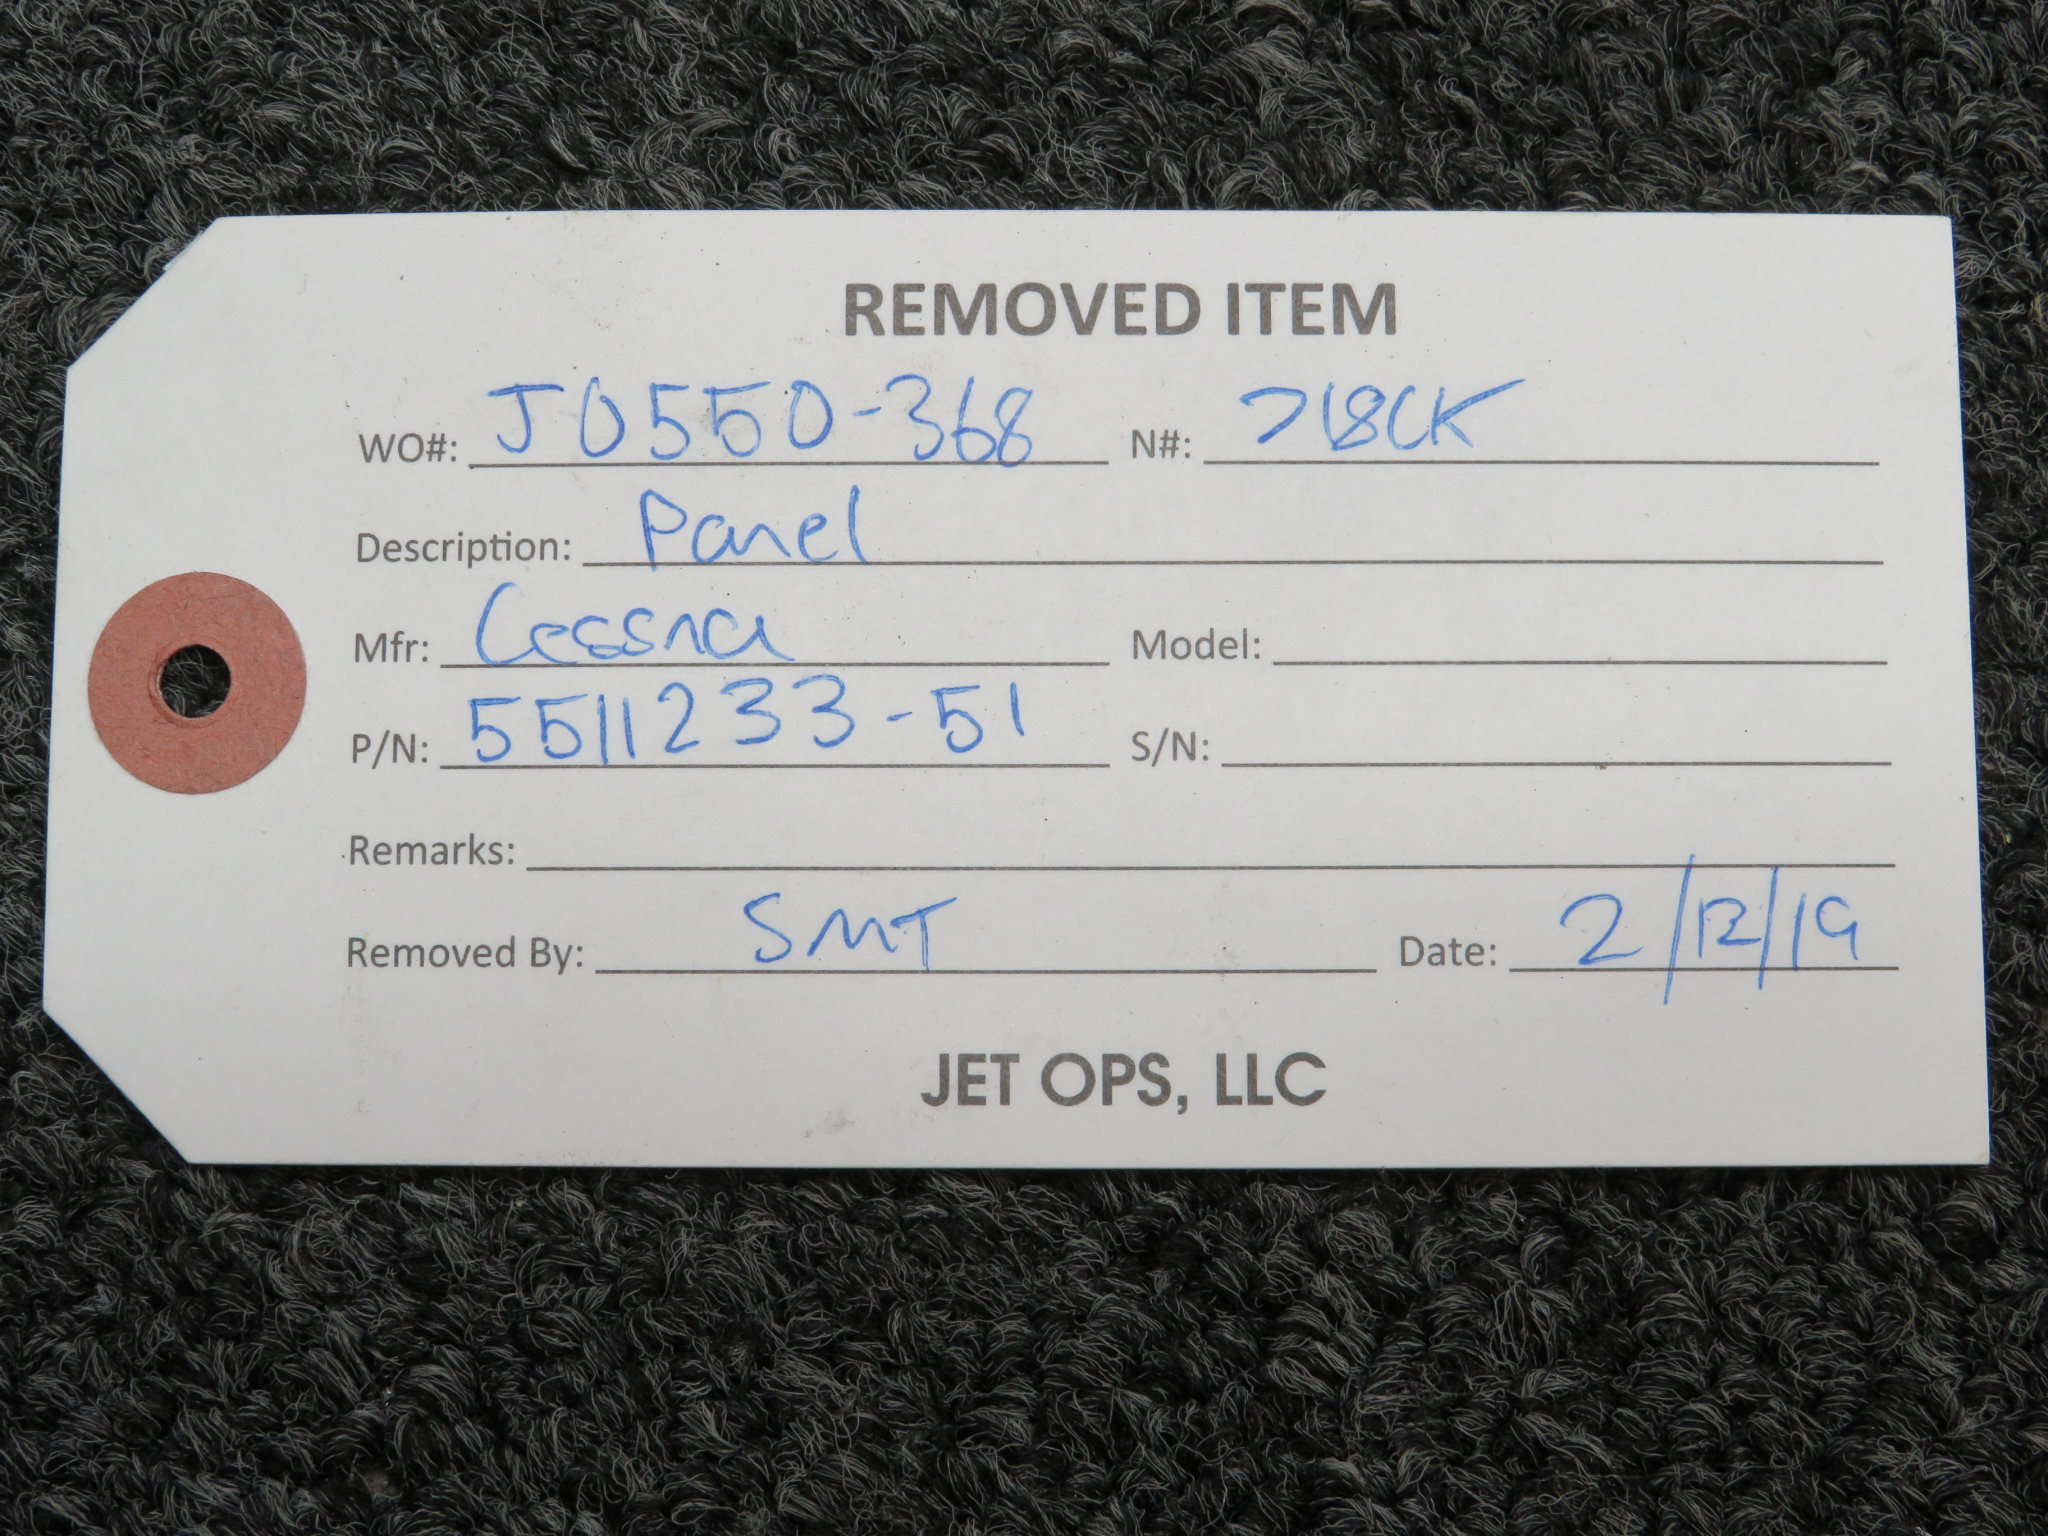 REMOVED ITEM
WO#: J0550-368 N#: 718CK
Description: Panel
Mfr: Cessna Model:
P/N: 5511233-51 S/N:
Remarks:
Removed By: SMT Date: 2/12/19
JET OPS, LLC